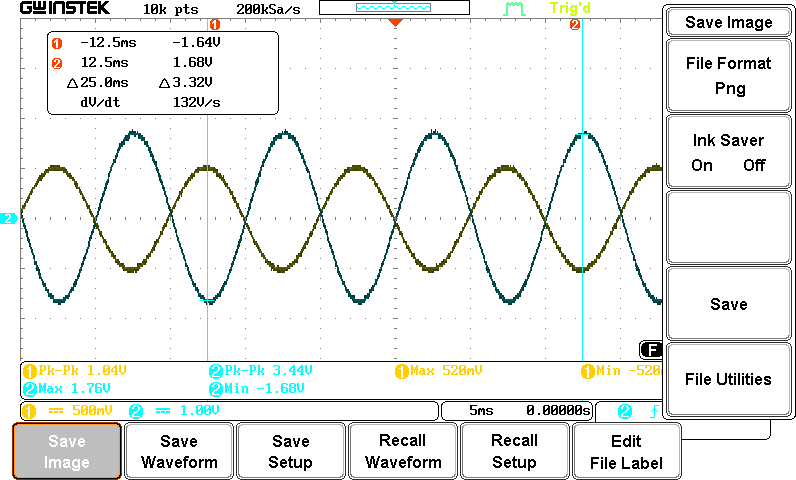 GWINSTEK 10k pts 200kSa/s Trig'd
1 2
1 -12.5ms -1.64V
2 12.5ms 1.68V
△25.0ms △3.32V
dV/dt 132V/s
2
F
1 Pk-Pk 1.04V 2 Pk-Pk 3.44V 1 Max 520mV 1 Min -520
2 Max 1.76V 2 Min -1.68V
1 500mV 2 1.00V 5ms 0.00000s 2
Save Image
File Format
Png
Ink Saver
On Off
Save
File Utilities
Save
Image
Save
Waveform
Save
Setup
Recall
Waveform
Recall
Setup
Edit
File Label